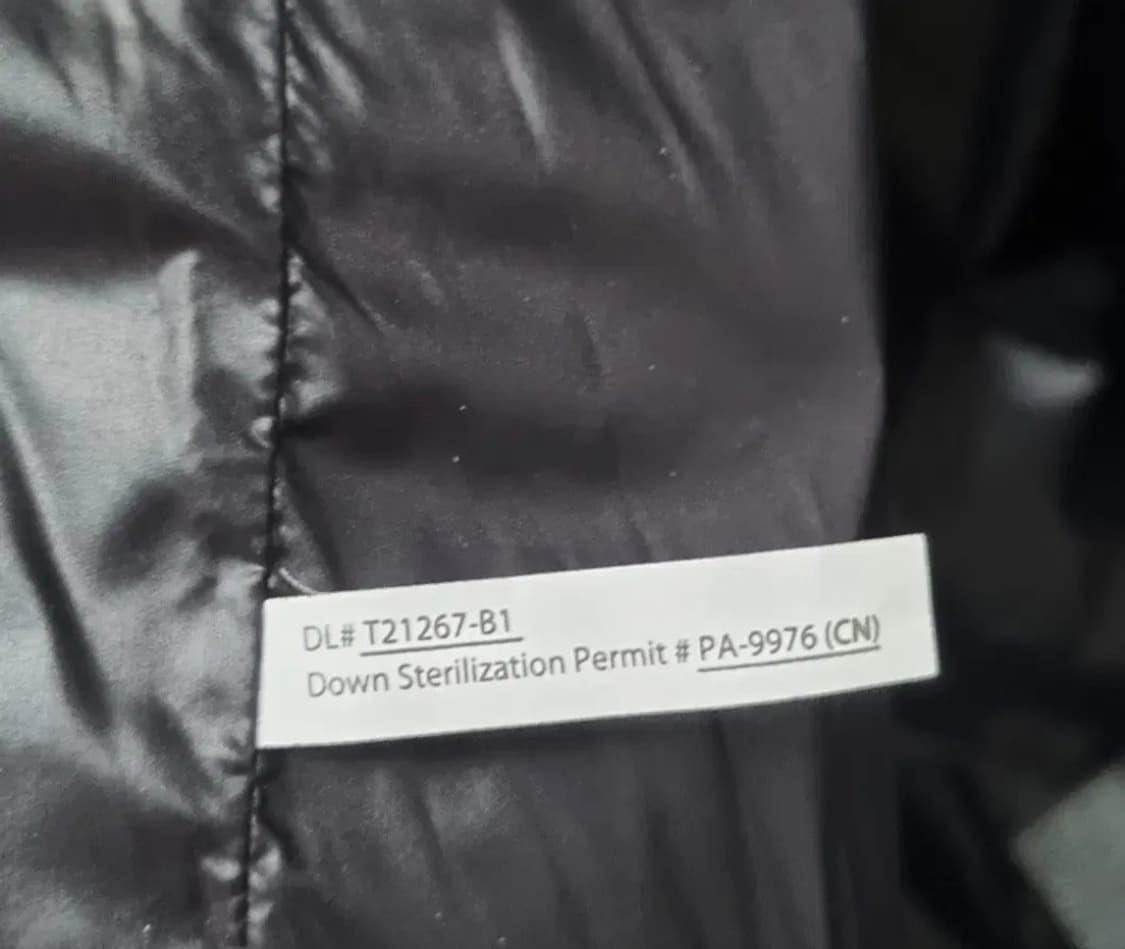 DL# T21267-B1
Down Sterilization Permit # PA-9976 (CN)